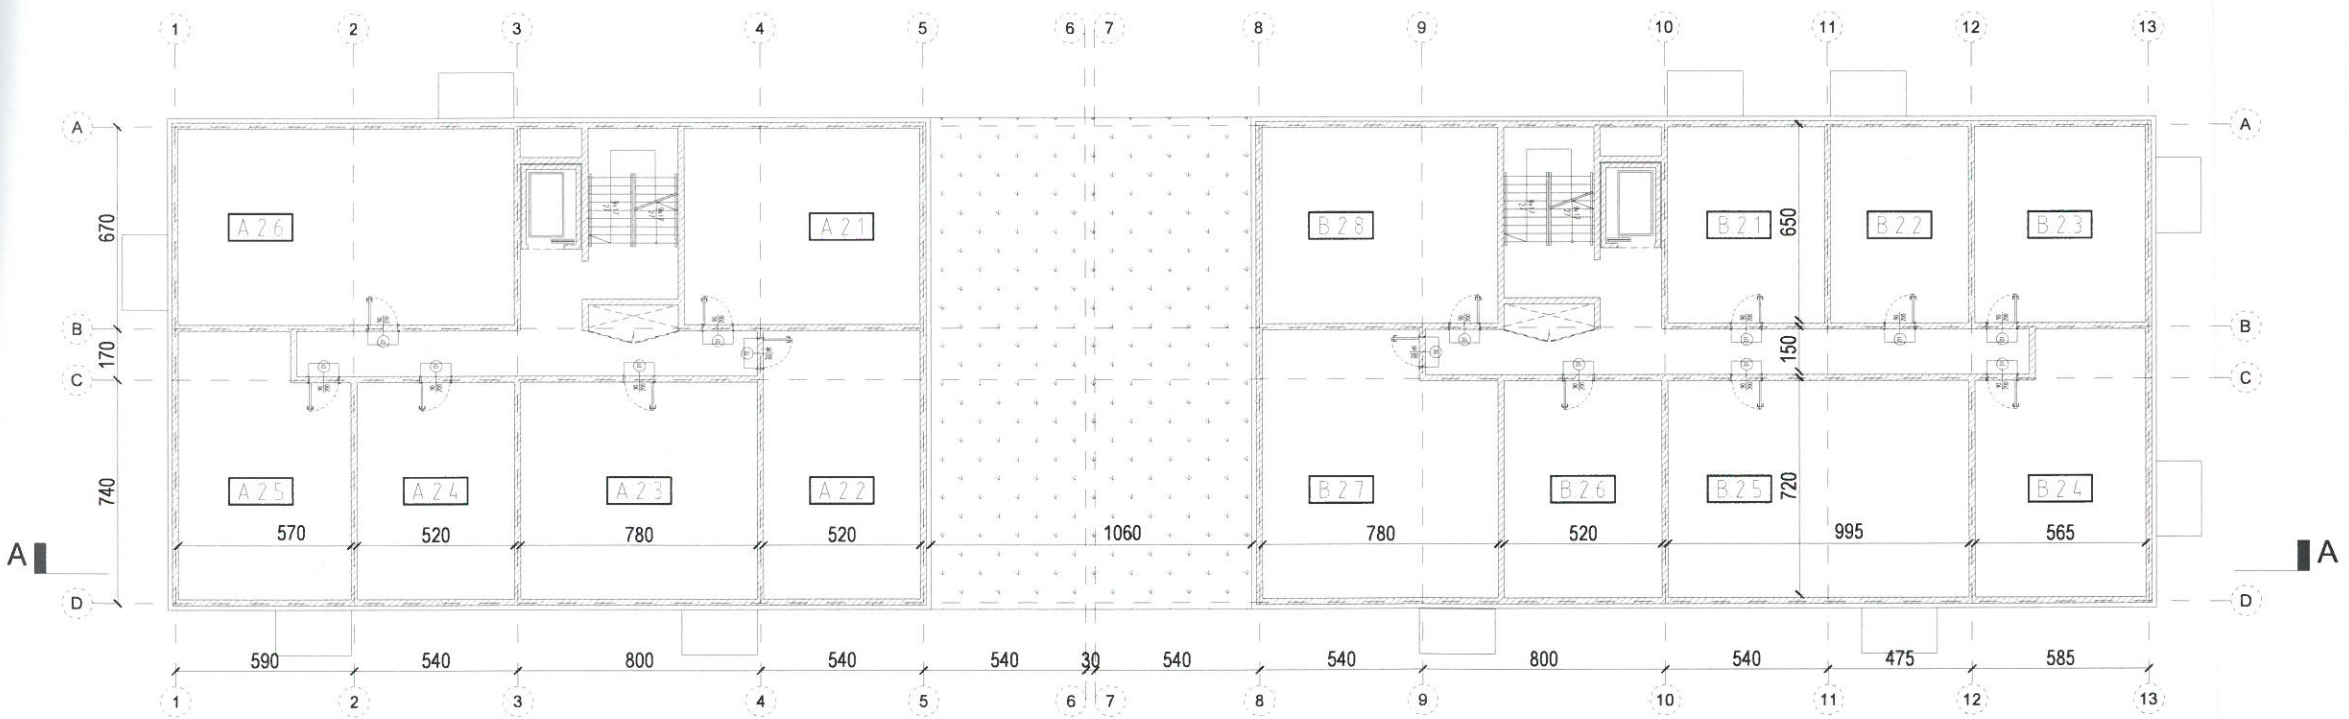 1 2 3 4 5 6 7 8 9 10 11 12 13
A A
A26 A21 B28 B21 B22 B23
670 650
B B
170 150
C C
A25 A24 A23 A22 B27 B26 B25 B24
740 720
570 520 780 520 1060 780 520 995 565
A A
D D
590 540 800 540 540 30 540 540 800 540 475 585
1 2 3 4 5 6 7 8 9 10 11 12 13